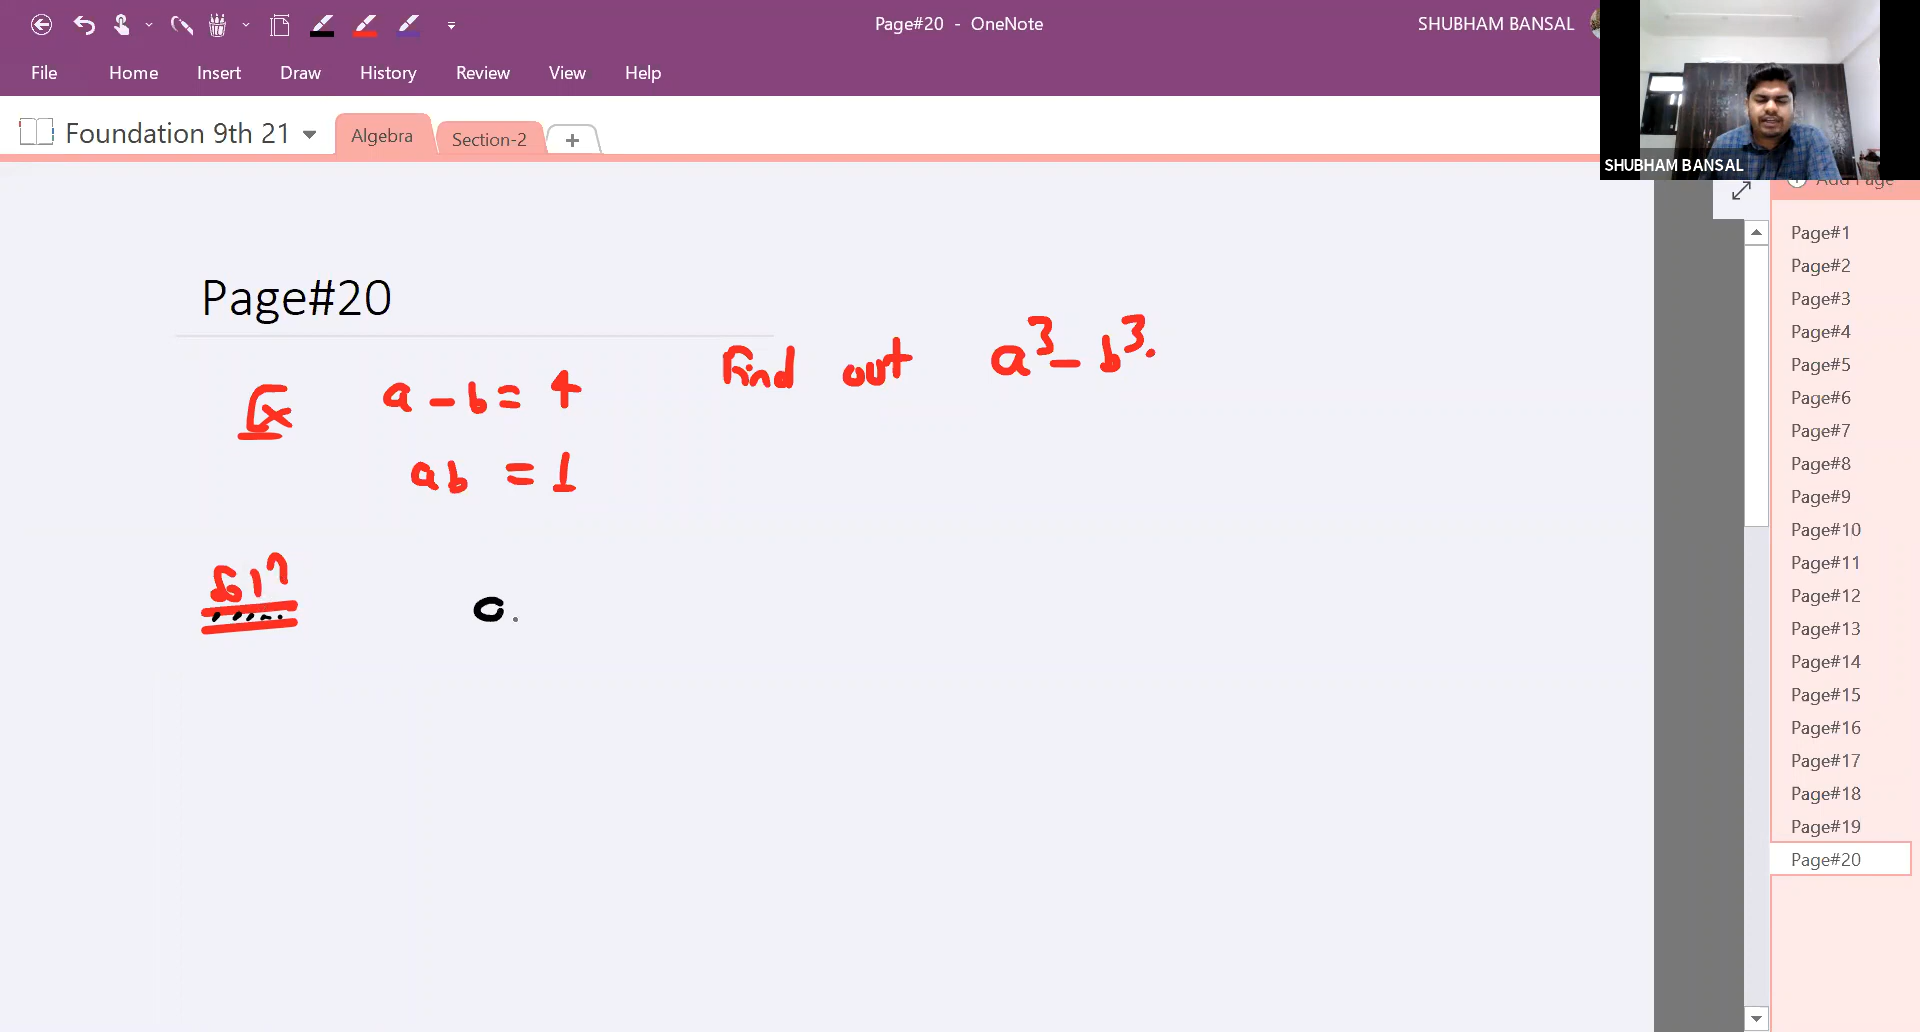 Page#20 - OneNote
SHUBHAM BANSAL
File Home Insert Draw History Review View Help
SHUBHAM BANSAL
Foundation 9th 21
Algebra
Section-2
+
Add Page
Page#20
Find out a³ - b³.
Ex a - b = 4
ab = 1
Solⁿ
Page#1
Page#2
Page#3
Page#4
Page#5
Page#6
Page#7
Page#8
Page#9
Page#10
Page#11
Page#12
Page#13
Page#14
Page#15
Page#16
Page#17
Page#18
Page#19
Page#20